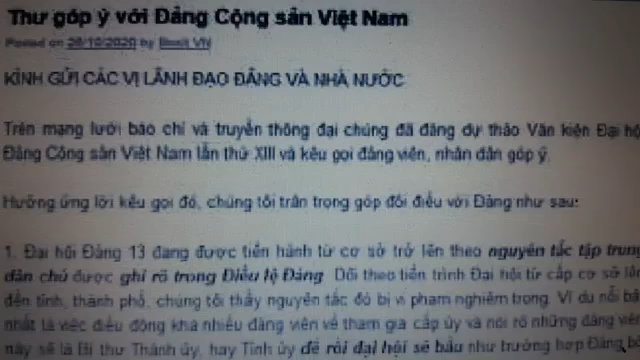 Thư góp ý với Đảng Cộng sản Việt Nam
Posted on 26/10/2020 by Boxit VN
KÍNH GỬI CÁC VỊ LÃNH ĐẠO ĐẢNG VÀ NHÀ NƯỚC
Trên mạng lưới báo chí và truyền thông đại chúng đã đăng dự thảo Văn kiện Đại hộ
Đảng Cộng sản Việt Nam lần thứ XIII và kêu gọi đảng viên, nhân dân góp ý.
Hưởng ứng lời kêu gọi đó, chúng tôi trân trọng góp đôi điều với Đảng như sau:
1. Đại hội Đảng 13 đang được tiến hành từ cơ sở trở lên theo nguyên tắc tập trung
dân chủ được ghi rõ trong Điều lệ Đảng. Dõi theo tiến trình Đại hội từ cấp cơ sở lên
đến tỉnh, thành phố, chúng tôi thấy nguyên tắc đó bị vi phạm nghiêm trọng. Ví dụ nổi bậ
nhất là việc điều động khá nhiều đảng viên về tham gia cấp ủy và nói rõ những đảng viên
này sẽ là Bí thư Thành ủy, hay Tỉnh ủy để rồi đại hội sẽ bầu như trường hợp Đảng b